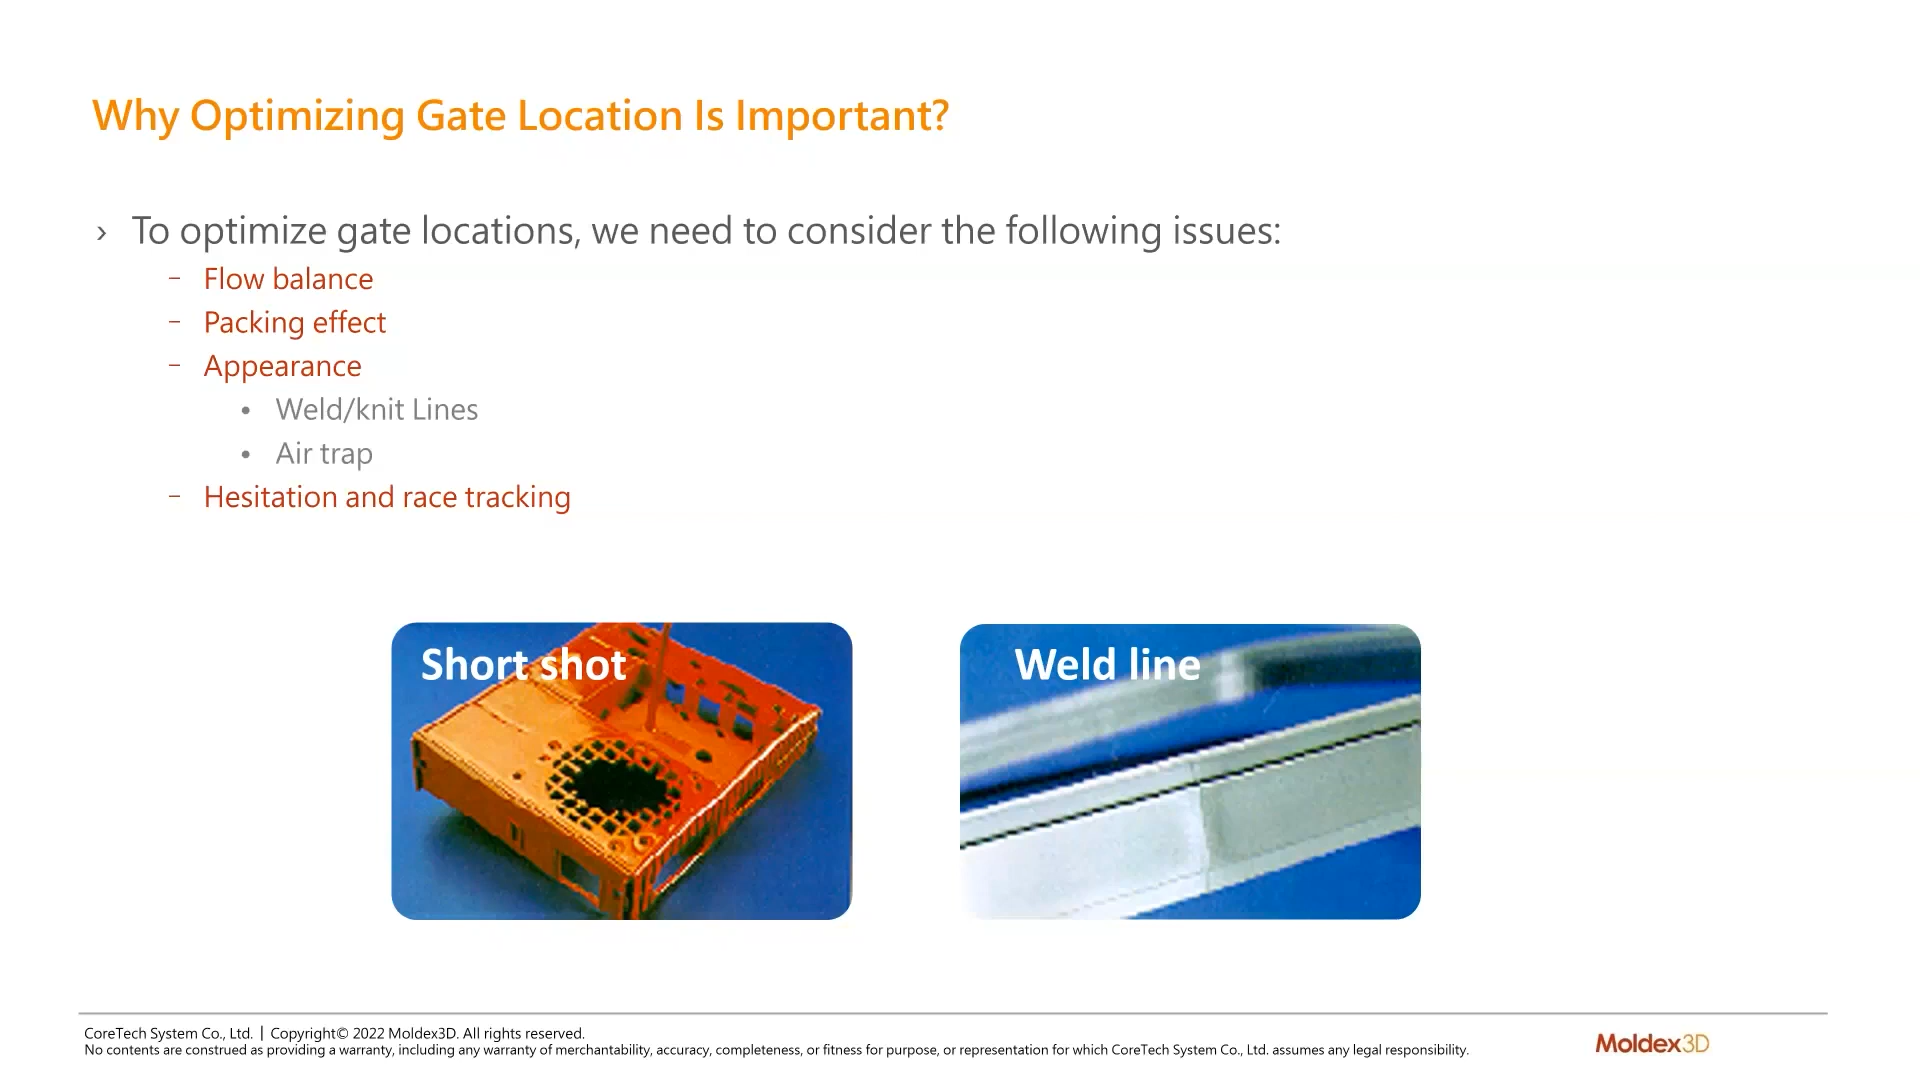 Why Optimizing Gate Location Is Important?
› To optimize gate locations, we need to consider the following issues:
− Flow balance
− Packing effect
− Appearance
• Weld/knit Lines
• Air trap
− Hesitation and race tracking
Short shot
Weld line
CoreTech System Co., Ltd. | Copyright© 2022 Moldex3D. All rights reserved.
No contents are construed as providing a warranty, including any warranty of merchantability, accuracy, completeness, or fitness for purpose, or representation for which CoreTech System Co., Ltd. assumes any legal responsibility.
Moldex3D